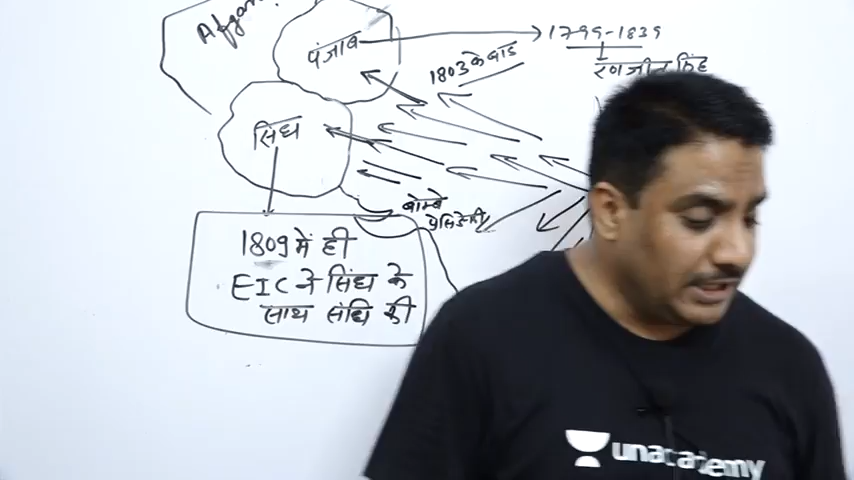 Afgan
पंजाब
1799-1839
रणजीत सिंह
1803 के बाद
सिंध
बोम्बे
प्रेसिडेन्सी
1809 में ही
EIC ने सिंध के
साथ संधि की
unacademy